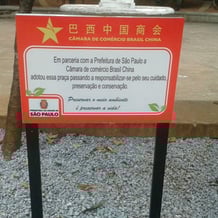 巴西中国商会
CÂMARA DE COMÉRCIO BRASIL CHINA
Em parceria com a Prefeitura de São Paulo a
Câmara de comércio Brasil China
adotou essa praça passando a responsabilizar-se pelo seu cuidado,
preservação e conservação.
Preservar o meio ambiente
é preservar a vida!
SÃO PAULO